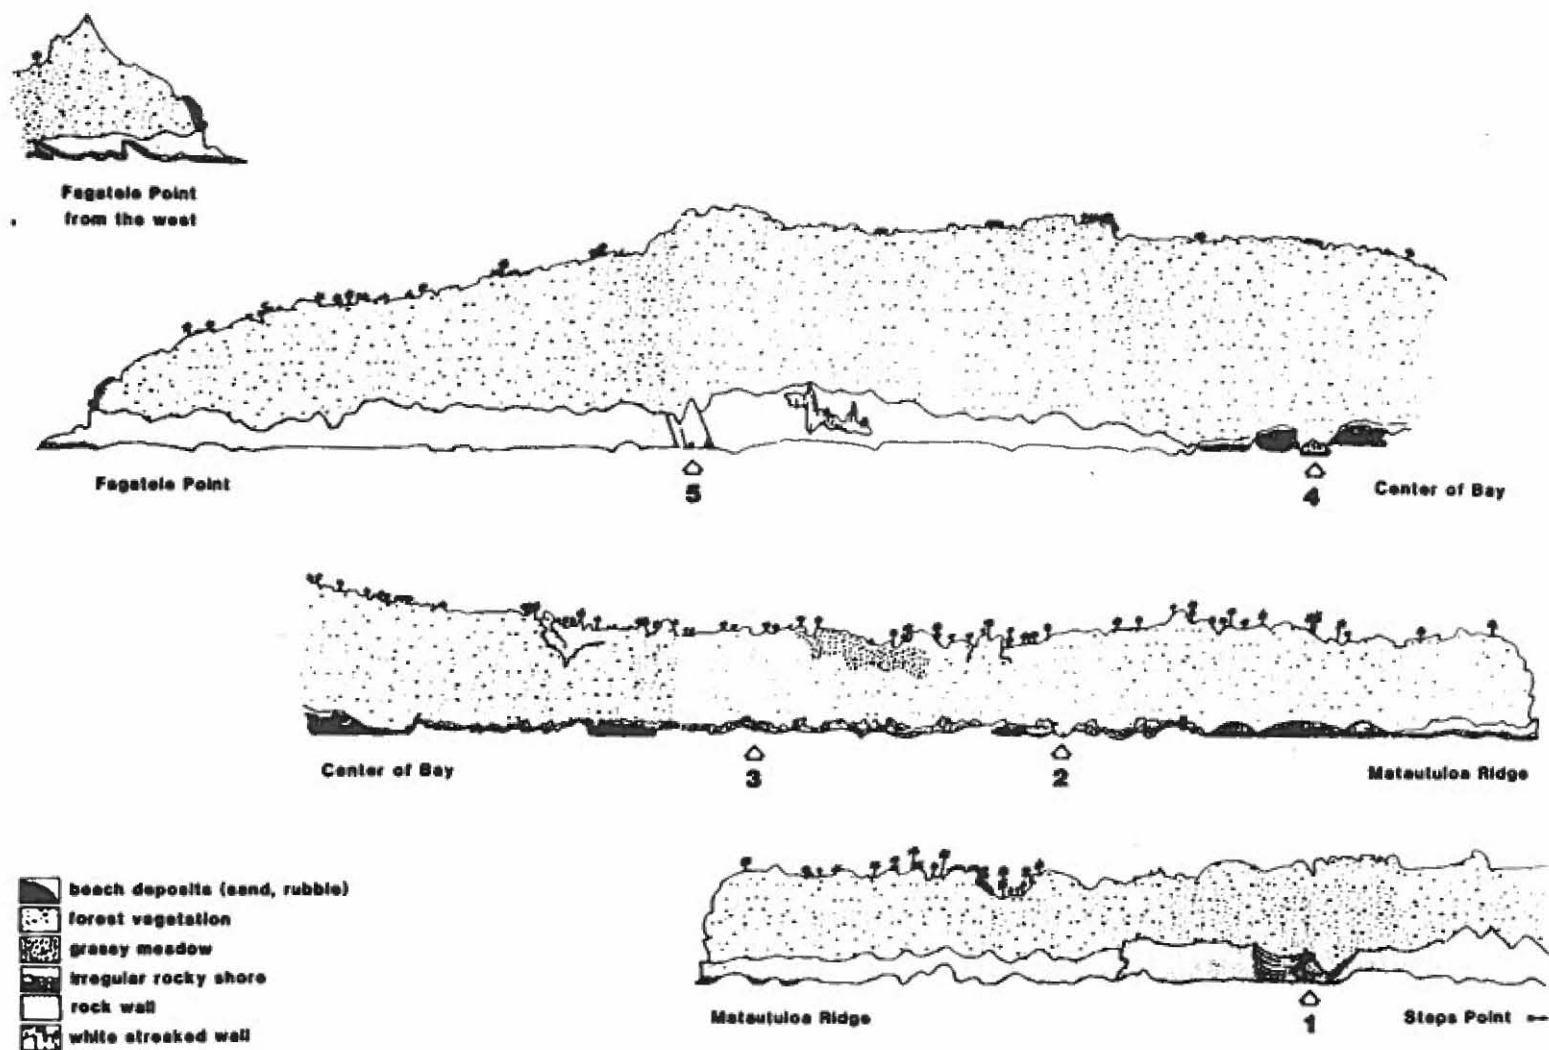 Fagatele Point
from the west
Fagatele Point
5
4
Center of Bay
Center of Bay
3
2
Matautuloa Ridge
beach deposits (sand, rubble)
forest vegetation
grassy meadow
irregular rocky shore
rock wall
white streaked wall
Matautuloa Ridge
1
Steps Point